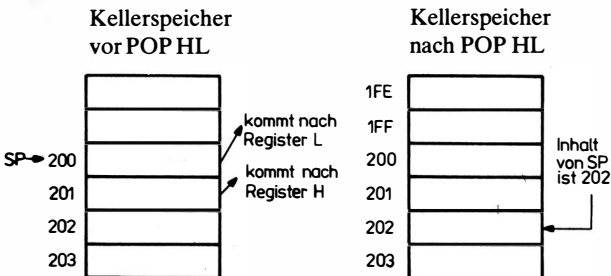 Kellerspeicher
vor POP HL
kommt nach
Register L
SP 200
kommt nach
Register H
201
202
203
Kellerspeicher
nach POP HL
1FE
1FF
200
201
202
203
Inhalt
von SP
ist 202